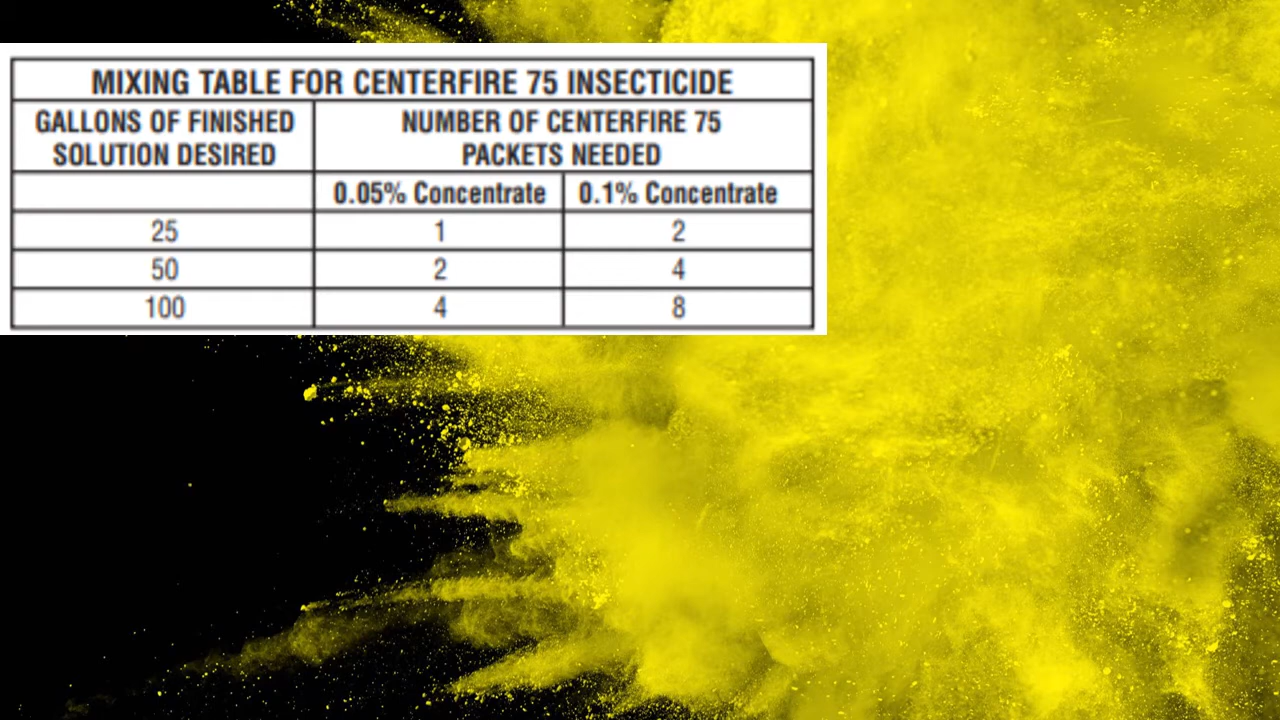 MIXING TABLE FOR CENTERFIRE 75 INSECTICIDE
GALLONS OF FINISHED
SOLUTION DESIRED
NUMBER OF CENTERFIRE 75
PACKETS NEEDED
0.05% Concentrate 0.1% Concentrate
25 1 2
50 2 4
100 4 8